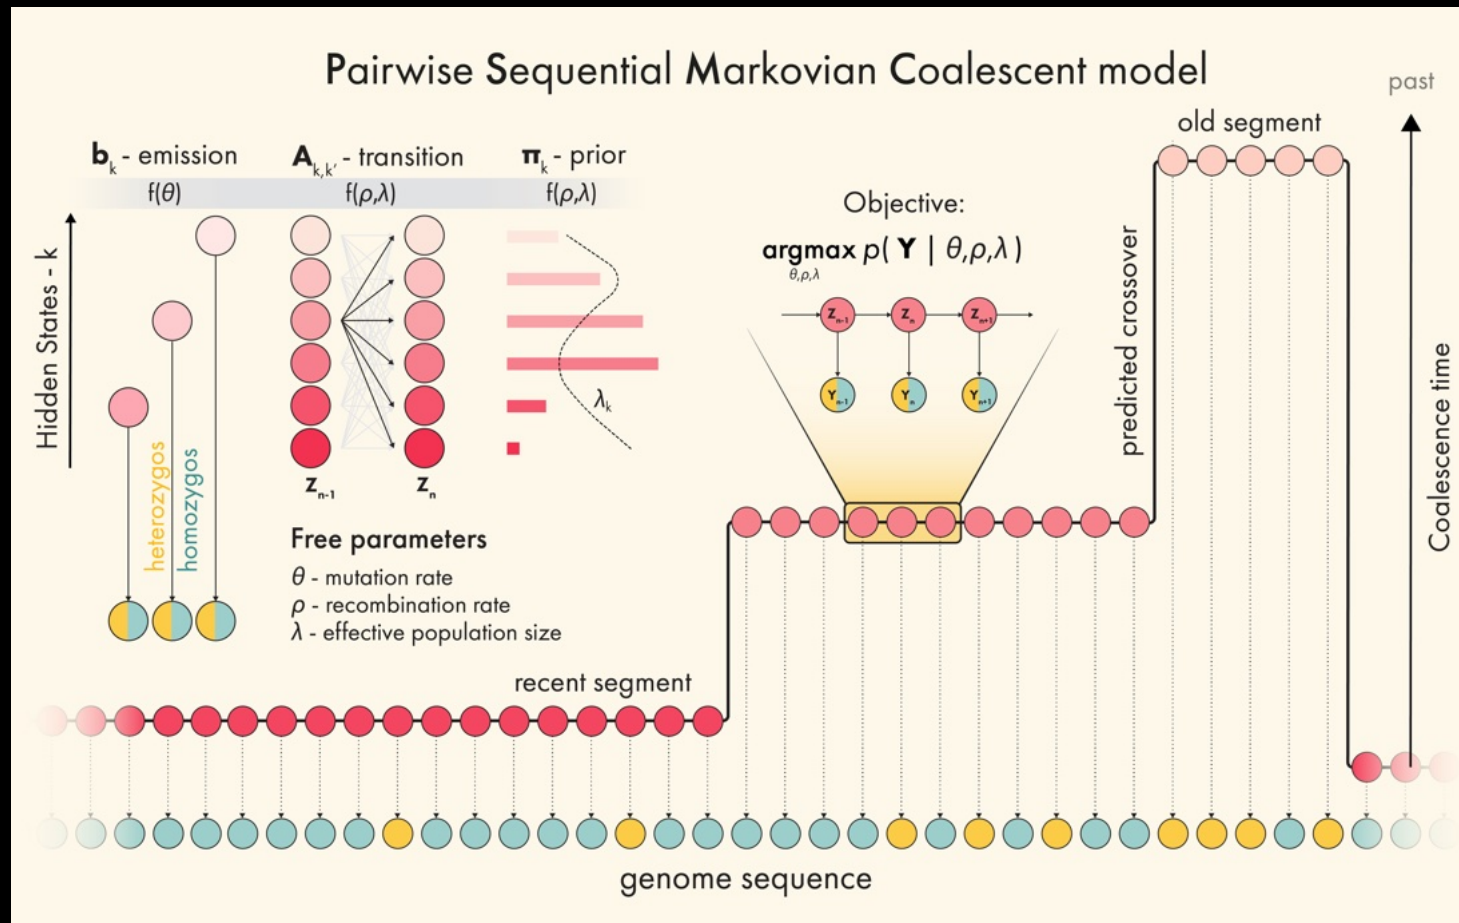 Pairwise Sequential Markovian Coalescent model
past
old segment
b_k - emission
A_k,k' - transition
π_k - prior
f(θ)
f(ρ,λ)
f(ρ,λ)
Hidden States - k
heterozygos
homozygos
Z_n-1
Z_n
λ_k
Objective:
argmax p( Y | θ,ρ,λ )
θ,ρ,λ
Z_n-1
Z_n
Z_n+1
Y_n-1
Y_n
Y_n+1
predicted crossover
Coalescence time
Free parameters
θ - mutation rate
ρ - recombination rate
λ - effective population size
recent segment
genome sequence